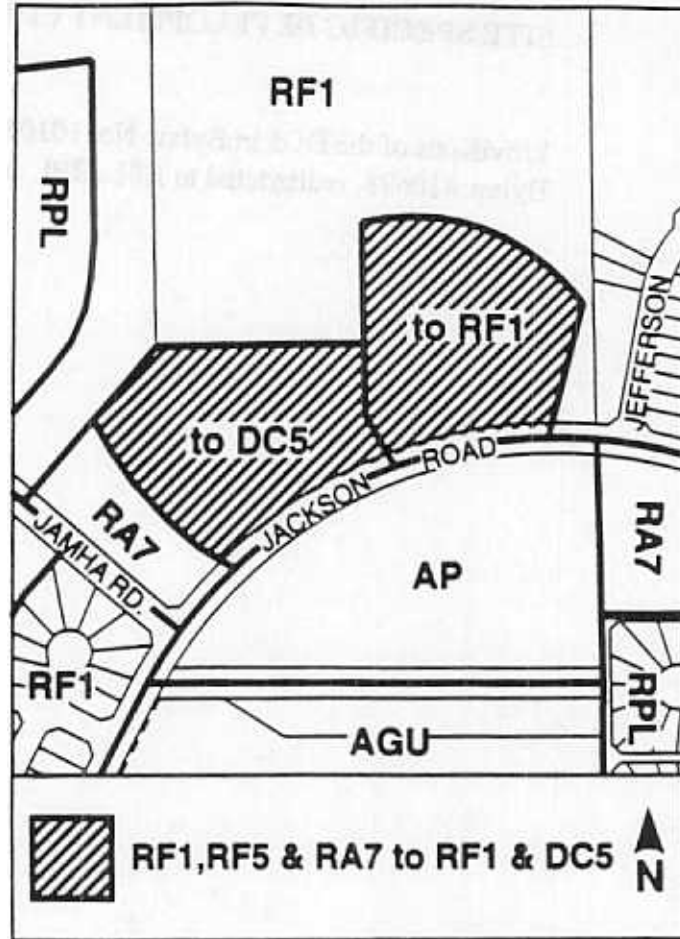 RF1
RPL
to RF1
JEFFERSON
to DC5
JACKSON ROAD
RA7
JAMHA RD.
AP
RA7
RF1
RPL
AGU
RF1,RF5 & RA7 to RF1 & DC5
N